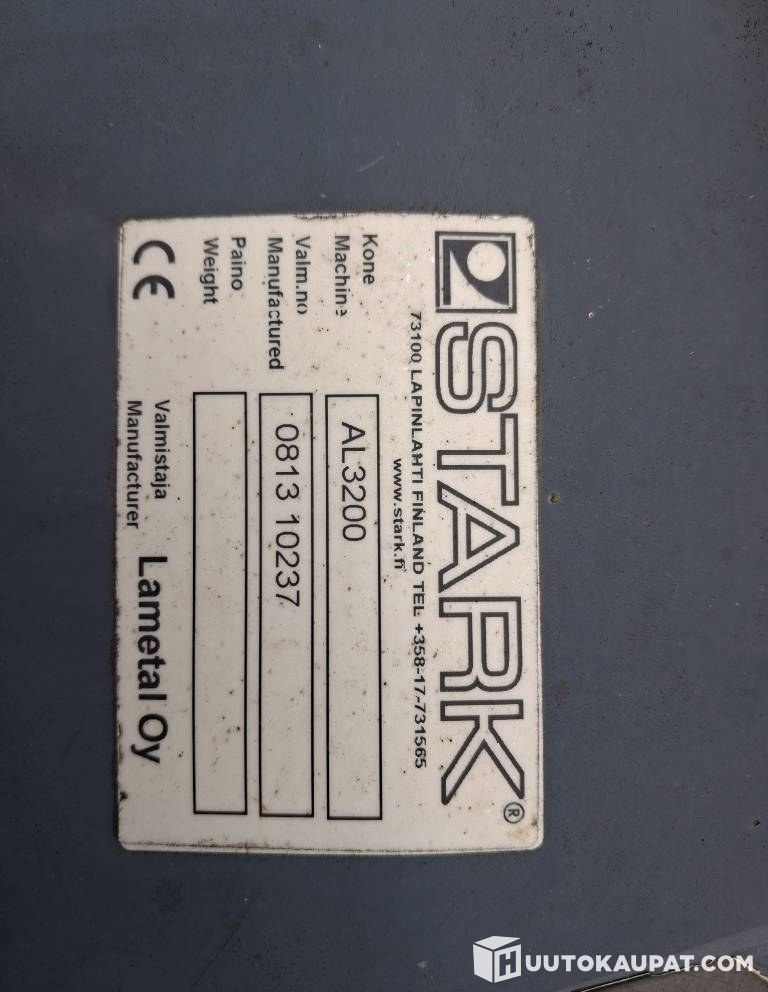 STARK®
73100 LAPINLAHTI FINLAND TEL +358-17-731565
www.stark.fi
Kone
Machine
AL3200
Valm.no
Manufactured
0813 10237
Paino
Weight
CE
Valmistaja
Manufacturer
Lametal Oy
HUUTOKAUPAT.COM